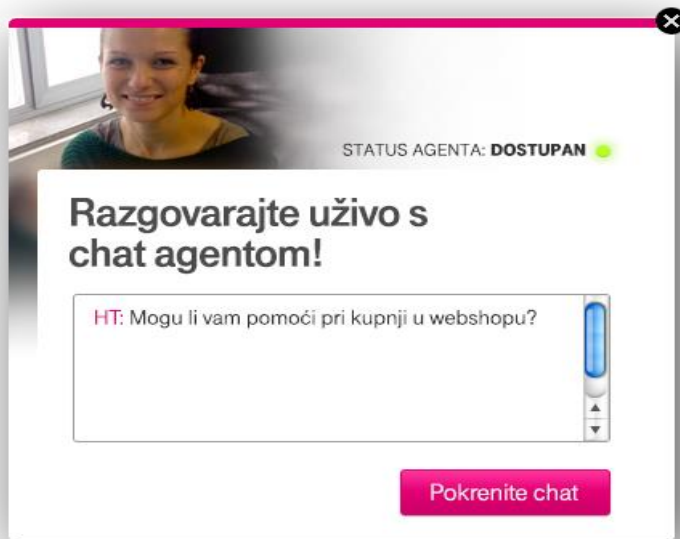 STATUS AGENTA: DOSTUPAN
Razgovarajte uživo s
chat agentom!
HT: Mogu li vam pomoći pri kupnji u webshopu?
Pokrenite chat